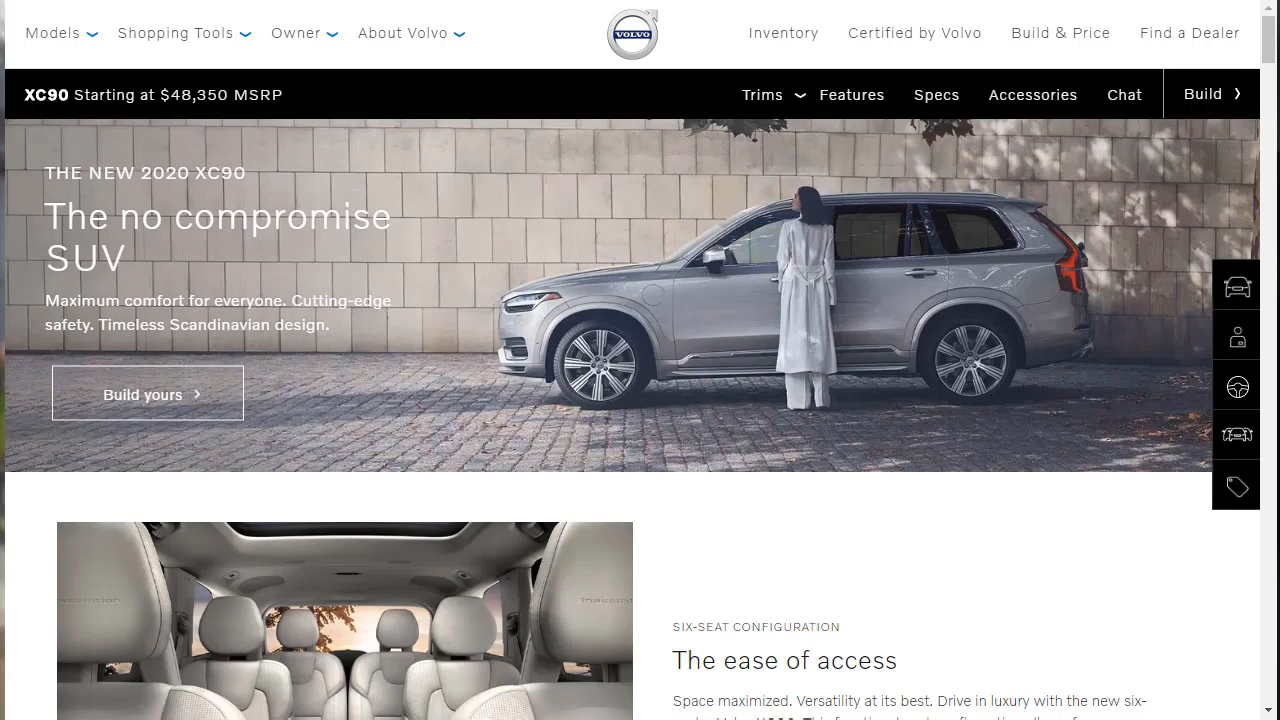 Models Shopping Tools Owner About Volvo VOLVO Inventory Certified by Volvo Build & Price Find a Dealer
XC90 Starting at $48,350 MSRP Trims Features Specs Accessories Chat Build
THE NEW 2020 XC90
The no compromise
SUV
Maximum comfort for everyone. Cutting-edge
safety. Timeless Scandinavian design.
Build yours
SIX-SEAT CONFIGURATION
The ease of access
Space maximized. Versatility at its best. Drive in luxury with the new six-